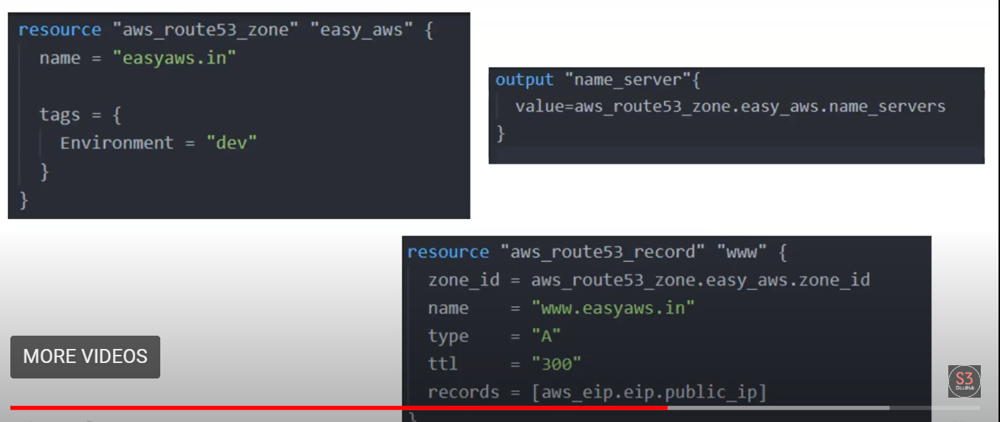 resource "aws_route53_zone" "easy_aws" {
name = "easyaws.in"
tags = {
Environment = "dev"
}
}
output "name_server"{
value=aws_route53_zone.easy_aws.name_servers
}
resource "aws_route53_record" "www" {
zone_id = aws_route53_zone.easy_aws.zone_id
name = "www.easyaws.in"
type = "A"
ttl = "300"
records = [aws_eip.eip.public_ip]
}
MORE VIDEOS
S3
CloudHub